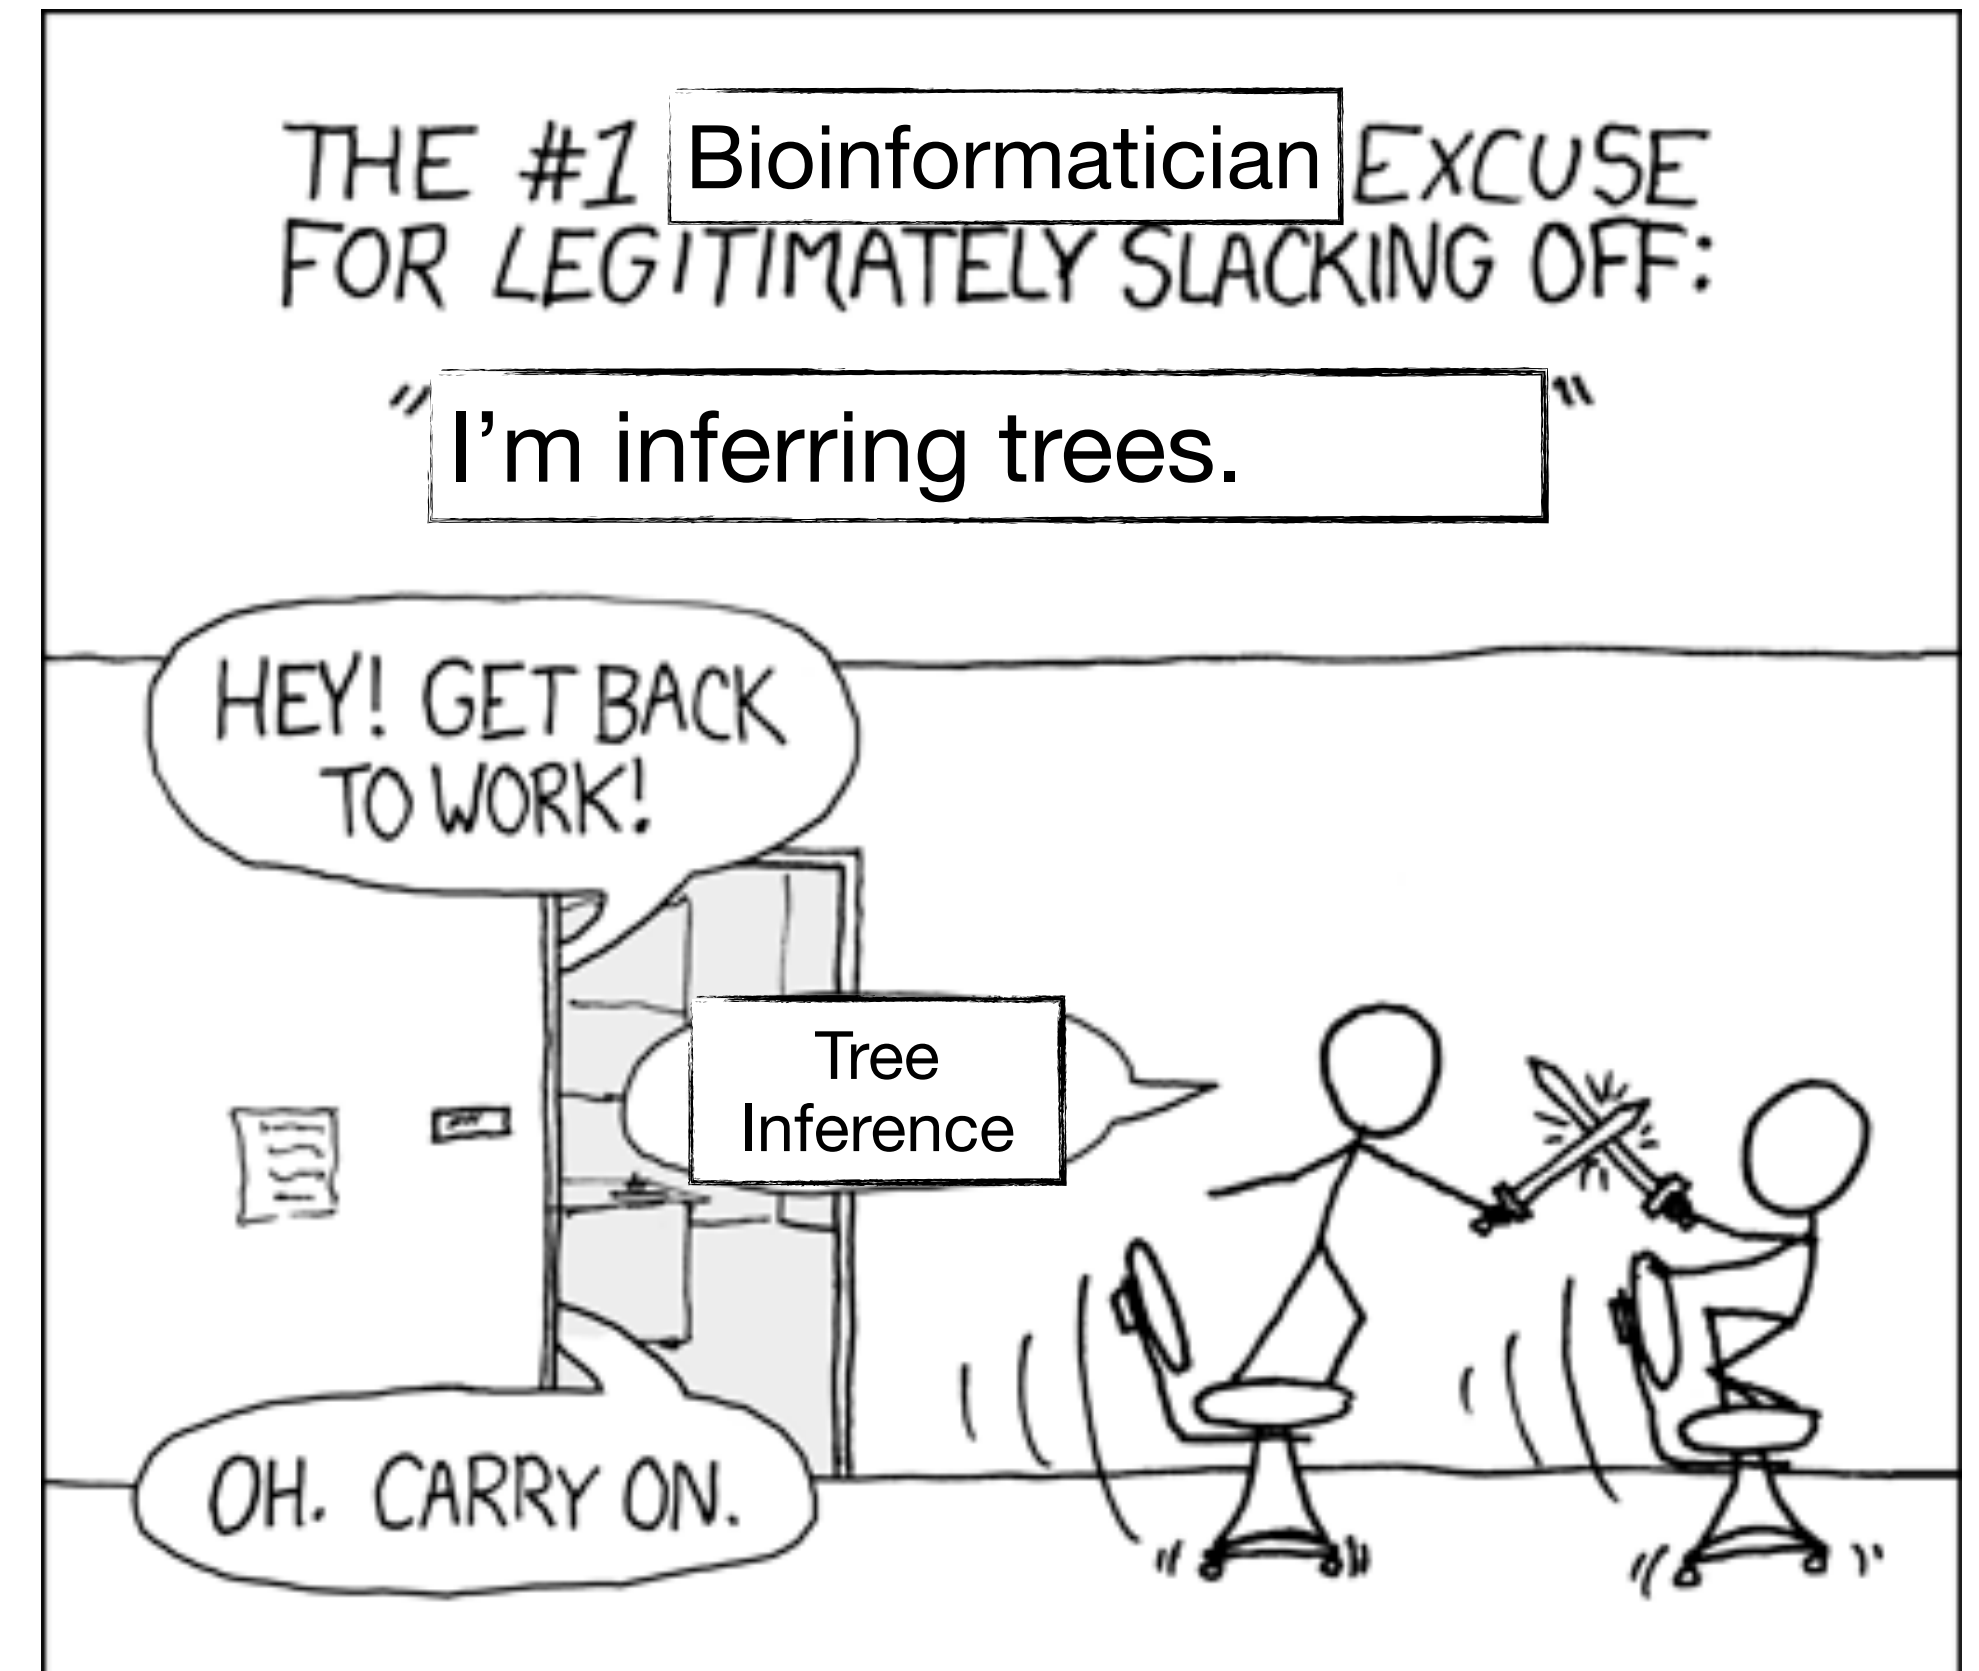 THE #1 Bioinformatician EXCUSE
FOR LEGITIMATELY SLACKING OFF:
"I'm inferring trees."
HEY! GET BACK
TO WORK!
Tree
Inference
OH. CARRY ON.